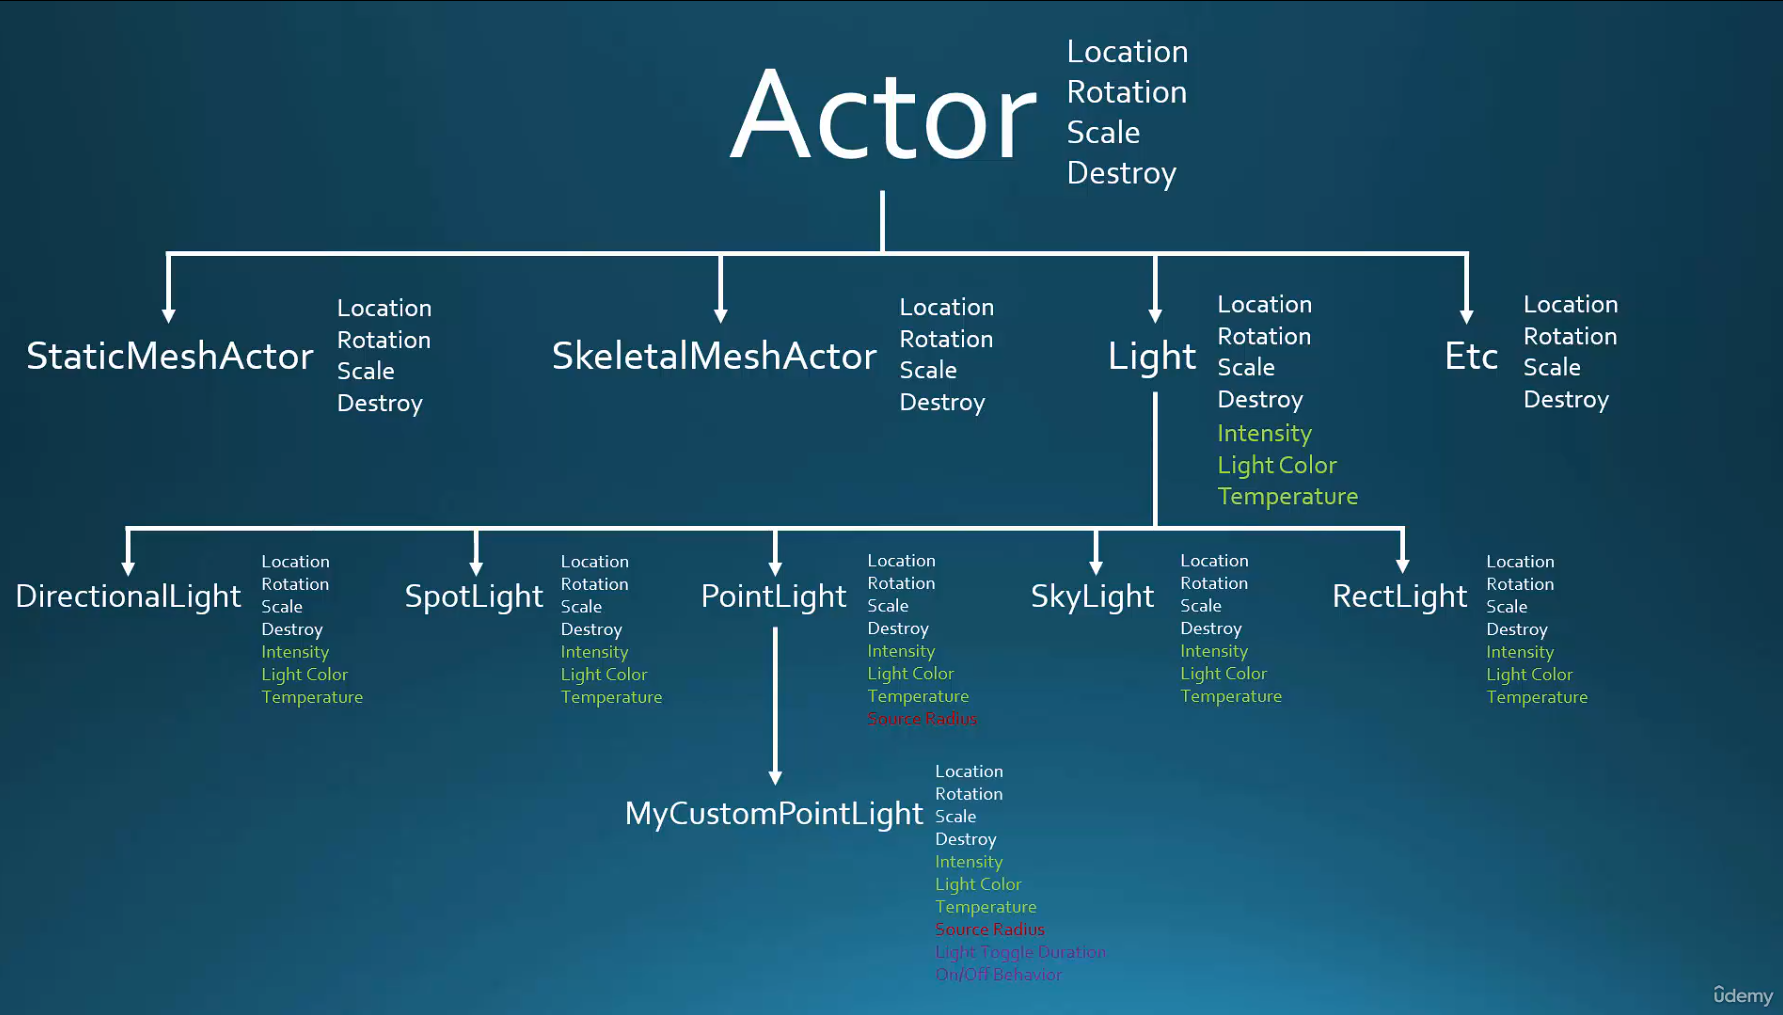 Actor
Location
Rotation
Scale
Destroy
StaticMeshActor
Location
Rotation
Scale
Destroy
SkeletalMeshActor
Location
Rotation
Scale
Destroy
Light
Location
Rotation
Scale
Destroy
Intensity
Light Color
Temperature
Etc
Location
Rotation
Scale
Destroy
DirectionalLight
Location
Rotation
Scale
Destroy
Intensity
Light Color
Temperature
SpotLight
Location
Rotation
Scale
Destroy
Intensity
Light Color
Temperature
PointLight
Location
Rotation
Scale
Destroy
Intensity
Light Color
Temperature
Source Radius
SkyLight
Location
Rotation
Scale
Destroy
Intensity
Light Color
Temperature
RectLight
Location
Rotation
Scale
Destroy
Intensity
Light Color
Temperature
MyCustomPointLight
Location
Rotation
Scale
Destroy
Intensity
Light Color
Temperature
Source Radius
Light Toggle Duration
On/Off Behavior
ûdemy